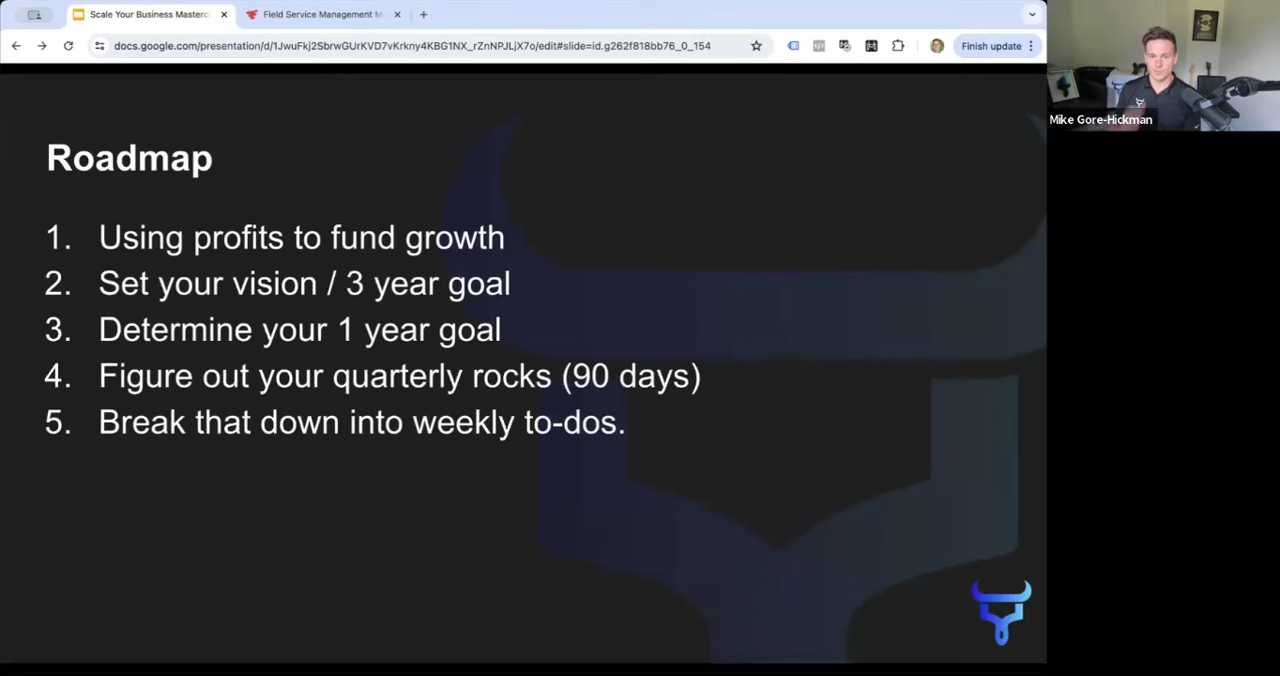 Scale Your Business Masterc
Field Service Management M
docs.google.com/presentation/d/1JwuFkj2SbrwGUrKVD7vKrkny4KBG1NX_rZnNPJLjX7o/edit#slide=id.g262f818bb76_0_154
Finish update
Mike Gore-Hickman
Roadmap
1. Using profits to fund growth
2. Set your vision / 3 year goal
3. Determine your 1 year goal
4. Figure out your quarterly rocks (90 days)
5. Break that down into weekly to-dos.